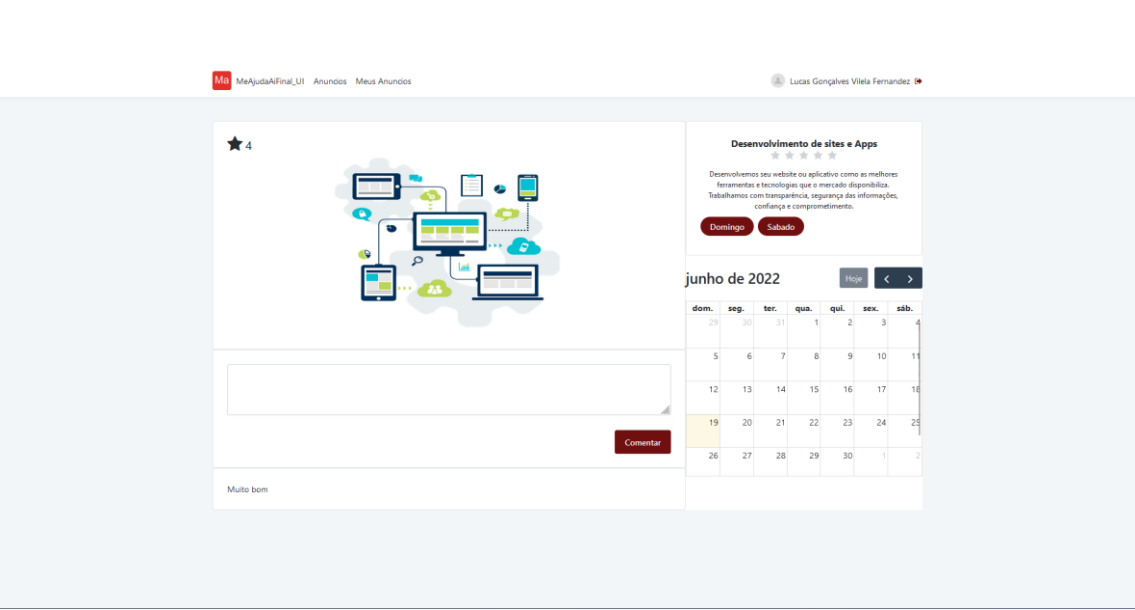 Ma MeAjudaAiFinal_UI Anuncios Meus Anuncios Lucas Gonçalves Vilela Fernandez
4
Desenvolvimento de sites e Apps
Desenvolvemos seu website ou aplicativo como as melhores
ferramentas e tecnologias que o mercado disponibiliza.
Trabalhamos com transparência, segurança das informações,
confiança e comprometimento.
Domingo Sabado
Comentar
Muito bom
junho de 2022 Hoje
dom. seg. ter. qua. qui. sex. sáb.
29 30 31 1 2 3 4
5 6 7 8 9 10 11
12 13 14 15 16 17 18
19 20 21 22 23 24 25
26 27 28 29 30 1 2